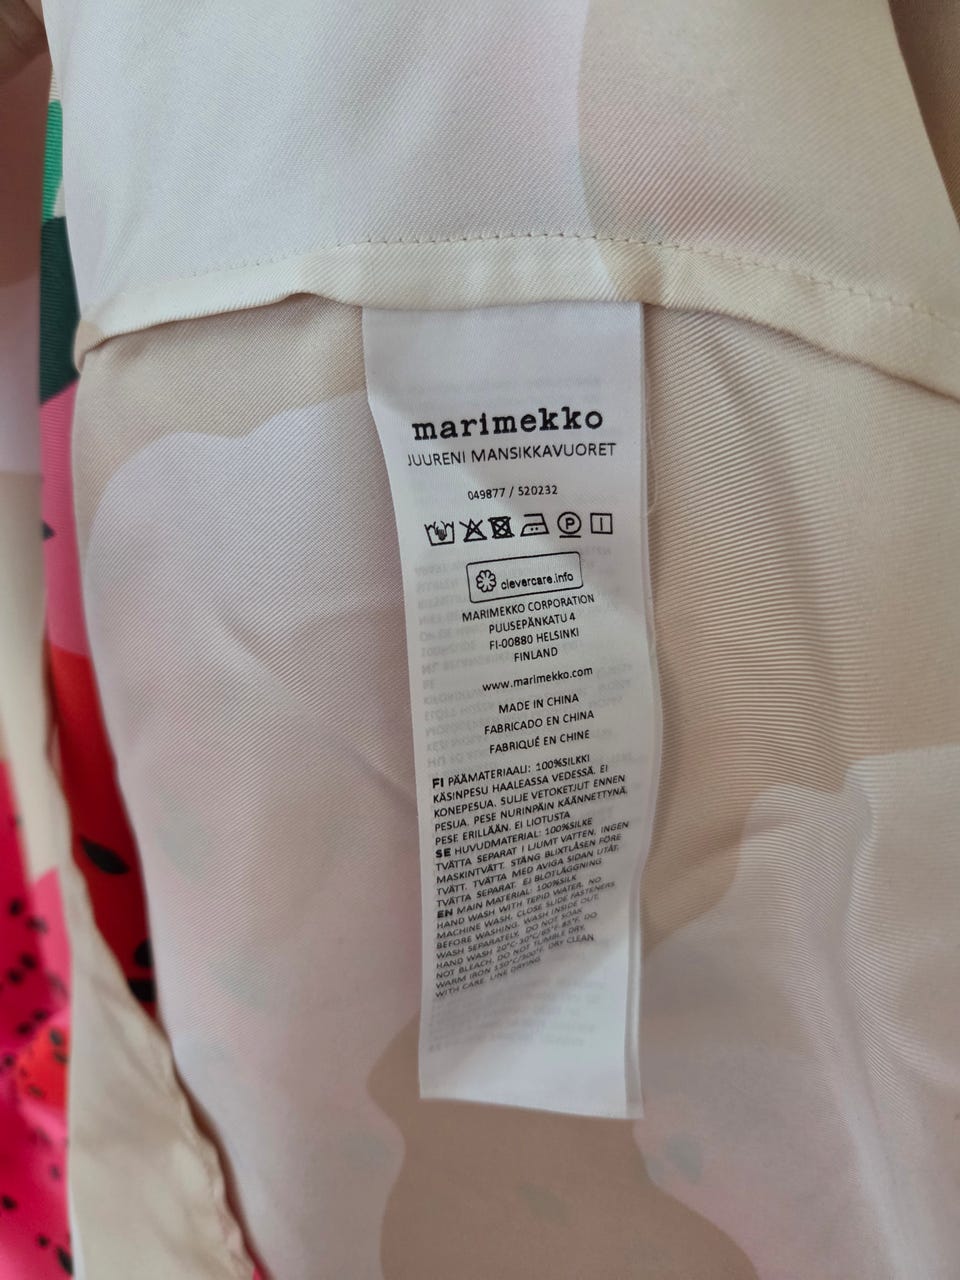 marimekko
JUURENI MANSIKKAVUORET
049877 / 520232
P
clevercare.info
MARIMEKKO CORPORATION
PUUSEPÄNKATU 4
FI-00880 HELSINKI
FINLAND
www.marimekko.com
MADE IN CHINA
FABRICADO EN CHINA
FABRIQUÉ EN CHINE
FI PÄÄMATERIAALI: 100%SILKKI
KÄSINPESU HAALEASSA VEDESSÄ. EI
KONEPESUA. SULJE VETOKETJUT ENNEN
PESUA. PESE NURINPÄIN KÄÄNNETTYNÄ.
PESE ERILLÄÄN. EI LIOTUSTA
SE HUVUDMATERIAL: 100%SILKE
TVÄTTA SEPARAT I LJUMT VATTEN, INGEN
MASKINTVÄTT. STÄNG BLIXTLÅSEN FÖRE
TVÄTT. TVÄTTA MED AVIGA SIDAN UTÅT.
TVÄTTA SEPARAT. EJ BLÖTLÄGGNING
EN MAIN MATERIAL: 100%SILK
HAND WASH WITH TEPID WATER, NO
MACHINE WASH. CLOSE SLIDE FASTENERS
BEFORE WASHING. WASH INSIDE OUT.
WASH SEPARATELY. DO NOT SOAK
HAND WASH 20°C-30°C/65°F-85°F. DO
NOT BLEACH. DO NOT TUMBLE DRY.
WARM IRON 150°C/300°F. DRY CLEAN
WITH CARE. LINE DRYING